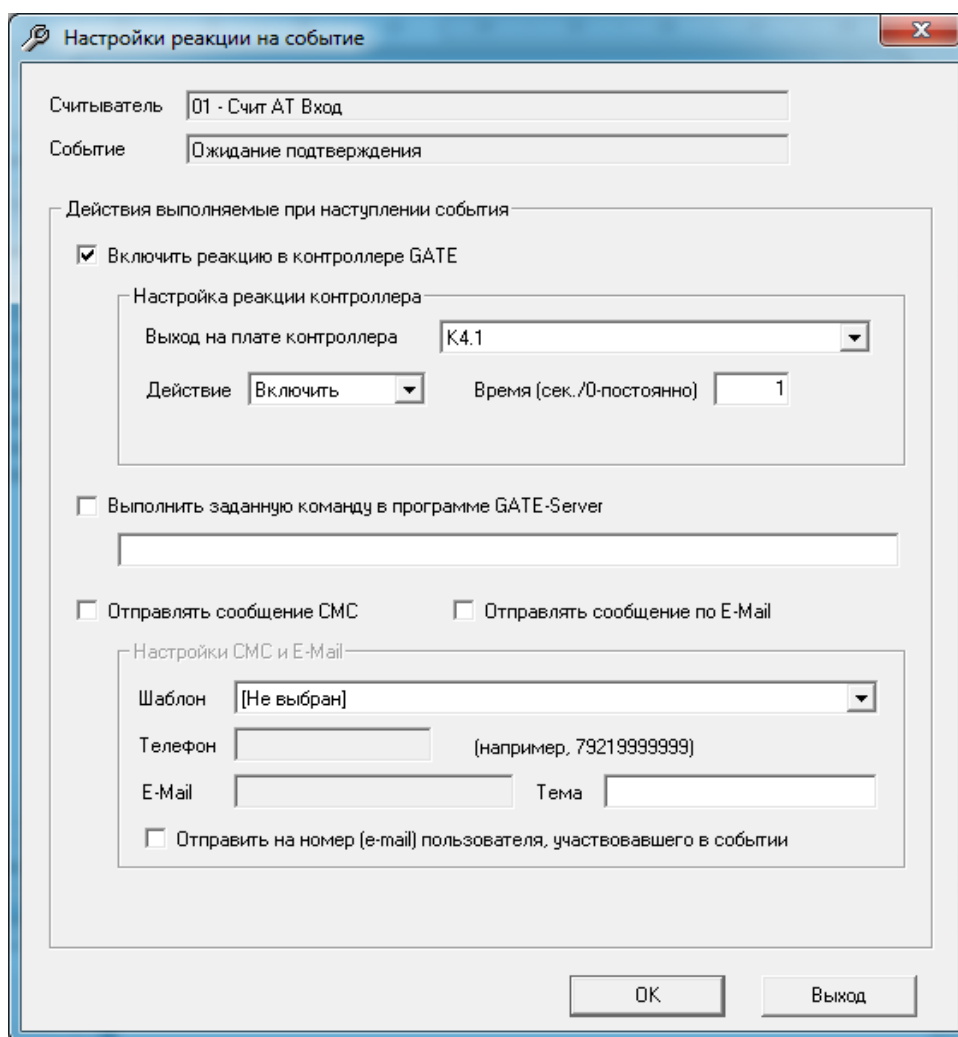 Настройки реакции на событие
Считыватель 01 - Счит АТ Вход
Событие Ожидание подтверждения
Действия выполняемые при наступлении события
Включить реакцию в контроллере GATE
Настройка реакции контроллера
Выход на плате контроллера K4.1
Действие Включить Время (сек./0-постоянно) 1
Выполнить заданную команду в программе GATE-Server
Отправлять сообщение СМС Отправлять сообщение по E-Mail
Настройки СМС и E-Mail
Шаблон [Не выбран]
Телефон (например, 79219999999)
E-Mail Тема
Отправить на номер (e-mail) пользователя, участвовавшего в событии
OK Выход